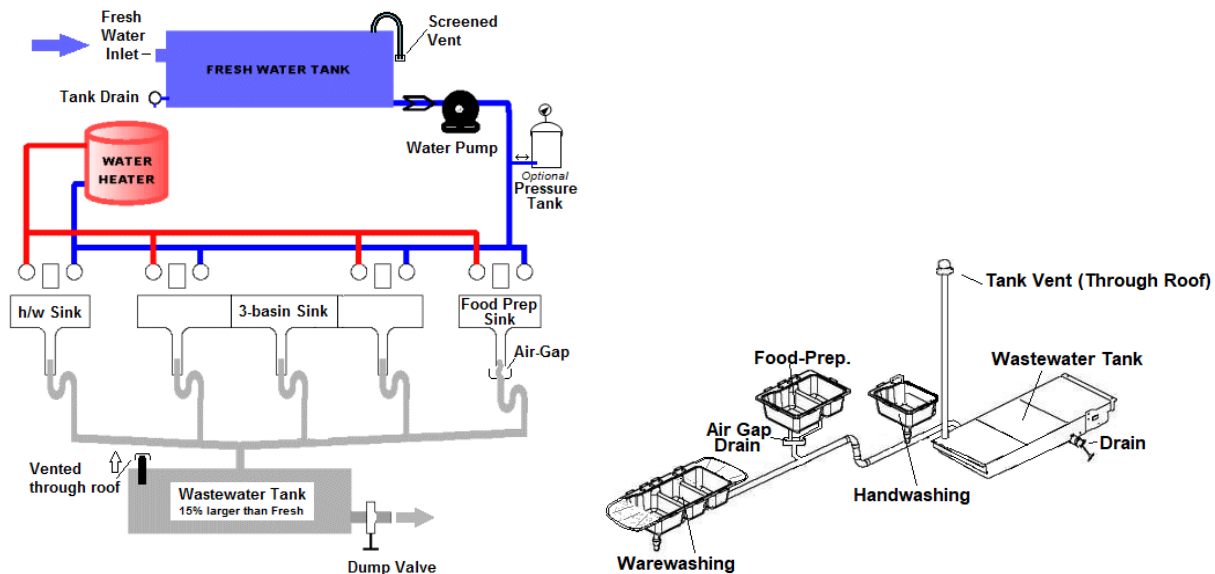 Fresh
Water
Inlet
Screened
Vent
FRESH WATER TANK
Tank Drain
Water Pump
WATER
HEATER
Optional
Pressure
Tank
h/w Sink
3-basin Sink
Food Prep
Sink
Air-Gap
Vented
through roof
Wastewater Tank
15% larger than Fresh
Dump Valve
Tank Vent (Through Roof)
Food-Prep.
Wastewater Tank
Air Gap
Drain
Drain
Handwashing
Warewashing